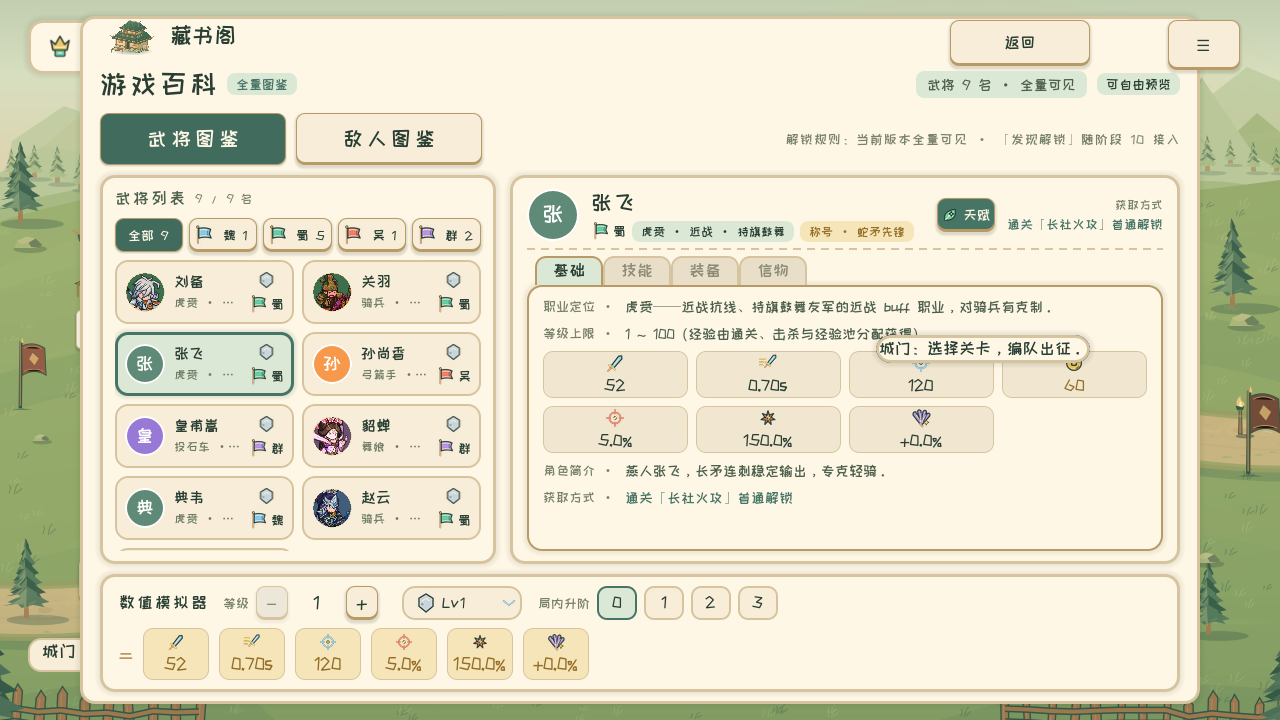 藏书阁
返回
☰
游戏百科 全量图鉴
武将 9 名 · 全量可见 可自由预览
武将图鉴 敌人图鉴
解锁规则：当前版本全量可见 · 「发现解锁」随阶段 10 接入
武将列表 9 / 9 名
全部 9 魏 1 蜀 5 吴 1 群 2
刘备
虎贲 · … 蜀
关羽
骑兵 · … 蜀
张 张飞
虎贲 · … 蜀
孙 孙尚香
弓箭手 · … 吴
皇 皇甫嵩
投石车 · … 群
貂蝉
舞娘 · … 群
典 典韦
虎贲 · … 魏
赵云
骑兵 · … 蜀
张 张飞
蜀 虎贲 · 近战 · 持旗鼓舞 称号 · 蛇矛先锋
天赋
获取方式
通关「长社火攻」首通解锁
基础 技能 装备 信物
职业定位 · 虎贲——近战抗线、持旗鼓舞友军的近战 buff 职业，对骑兵有克制。
等级上限 · 1 ~ 100（经验由通关、击杀与经验池分配获得）
城门：选择关卡，编队出征。
52 0.70s 120 60
5.0% 150.0% +0.0%
角色简介 · 燕人张飞，长矛连刺稳定输出，专克轻骑。
获取方式 · 通关「长社火攻」首通解锁
数值模拟器 等级 − 1 + Lv1 局内升阶 0 1 2 3
= 52 0.70s 120 5.0% 150.0% +0.0%
城门